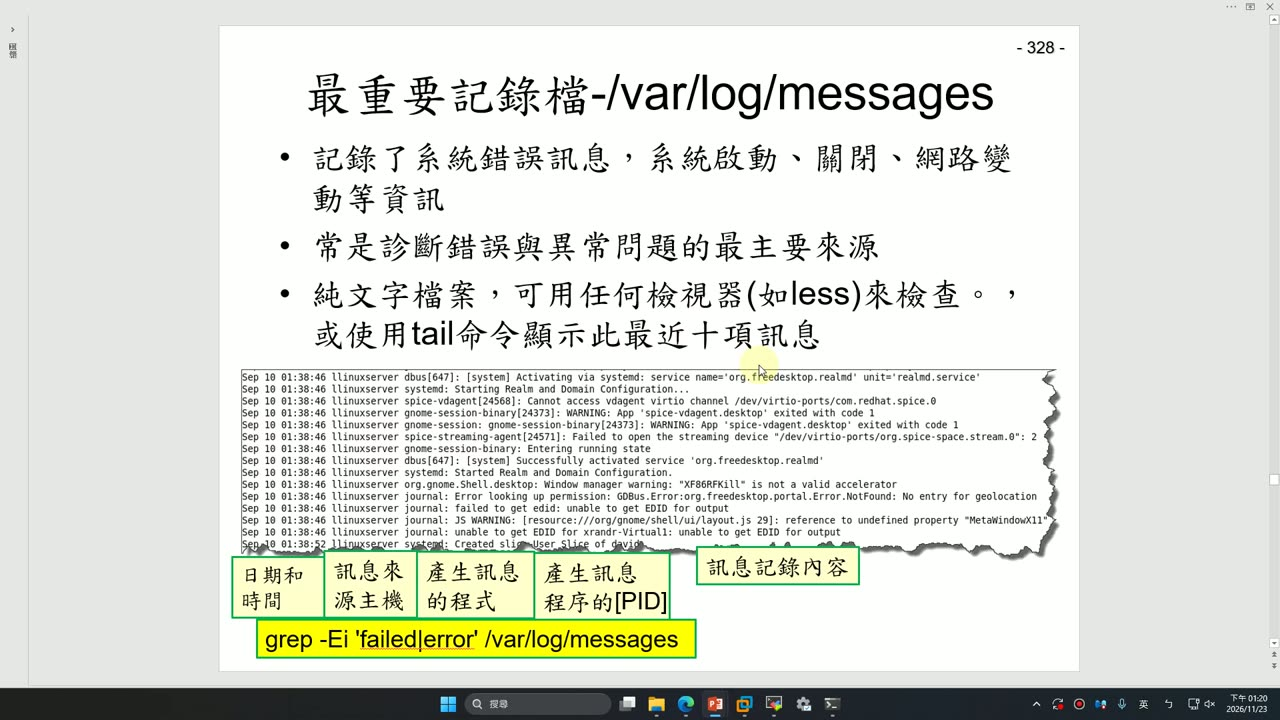 - 328 -
最重要記錄檔-/var/log/messages
• 記錄了系統錯誤訊息，系統啟動、關閉、網路變
動等資訊
• 常是診斷錯誤與異常問題的最主要來源
• 純文字檔案，可用任何檢視器(如less)來檢查。，
或使用tail命令顯示此最近十項訊息
Sep 10 01:38:46 llinuxserver dbus[647]: [system] Activating via systemd: service name='org.freedesktop.realmd' unit='realmd.service'
Sep 10 01:38:46 llinuxserver systemd: Starting Realm and Domain Configuration...
Sep 10 01:38:46 llinuxserver spice-vdagent[24568]: Cannot access vdagent virtio channel /dev/virtio-ports/com.redhat.spice.0
Sep 10 01:38:46 llinuxserver gnome-session-binary[24373]: WARNING: App 'spice-vdagent.desktop' exited with code 1
Sep 10 01:38:46 llinuxserver gnome-session: gnome-session-binary[24373]: WARNING: App 'spice-vdagent.desktop' exited with code 1
Sep 10 01:38:46 llinuxserver spice-streaming-agent[24571]: Failed to open the streaming device "/dev/virtio-ports/org.spice-space.stream.0": 2
Sep 10 01:38:46 llinuxserver gnome-session-binary: Entering running state
Sep 10 01:38:46 llinuxserver dbus[647]: [system] Successfully activated service 'org.freedesktop.realmd'
Sep 10 01:38:46 llinuxserver systemd: Started Realm and Domain Configuration.
Sep 10 01:38:46 llinuxserver org.gnome.Shell.desktop: Window manager warning: "XF86RFKill" is not a valid accelerator
Sep 10 01:38:46 llinuxserver journal: Error looking up permission: GDBus.Error:org.freedesktop.portal.Error.NotFound: No entry for geolocation
Sep 10 01:38:46 llinuxserver journal: failed to get edid: unable to get EDID for output
Sep 10 01:38:46 llinuxserver journal: JS WARNING: [resource:///org/gnome/shell/ui/layout.js 29]: reference to undefined property "MetaWindowX11"
Sep 10 01:38:46 llinuxserver journal: unable to get EDID for xrandr-Virtual1: unable to get EDID for output
Sep 10 01:38:52 llinuxserver systemd: Created slice User Slice of david
日期和
時間
訊息來
源主機
產生訊息
的程式
產生訊息
程序的[PID]
訊息記錄內容
grep -Ei 'failed|error' /var/log/messages
搜尋
英
ㄅ
下午 01:20
2026/11/23